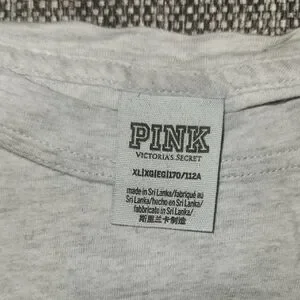 PINK
VICTORIA'S SECRET
XL|XG|EG|170/112A
made in Sri Lanka/fabriqué au
Sri Lanka/hecho en Sri Lanka/
fabbricato in Sri Lanka/
斯里兰卡制造